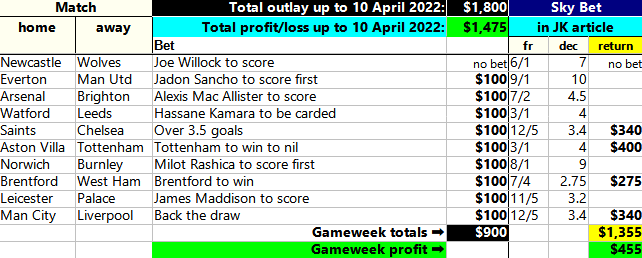 Match Total outlay up to 10 April 2022: $1,800 Sky Bet
home away Total profit/loss up to 10 April 2022: $1,475 in JK article
Bet fr dec return
Newcastle Wolves Joe Willock to score no bet 6/1 7 no bet
Everton Man Utd Jadon Sancho to score first $100 9/1 10
Arsenal Brighton Alexis Mac Allister to score $100 7/2 4.5
Watford Leeds Hassane Kamara to be carded $100 3/1 4
Saints Chelsea Over 3.5 goals $100 12/5 3.4 $340
Aston Villa Tottenham Tottenham to win to nil $100 3/1 4 $400
Norwich Burnley Milot Rashica to score first $100 8/1 9
Brentford West Ham Brentford to win $100 7/4 2.75 $275
Leicester Palace James Maddison to score $100 11/5 3.2
Man City Liverpool Back the draw $100 12/5 3.4 $340
Gameweek totals ➡ $900 $1,355
Gameweek profit ➡ $455